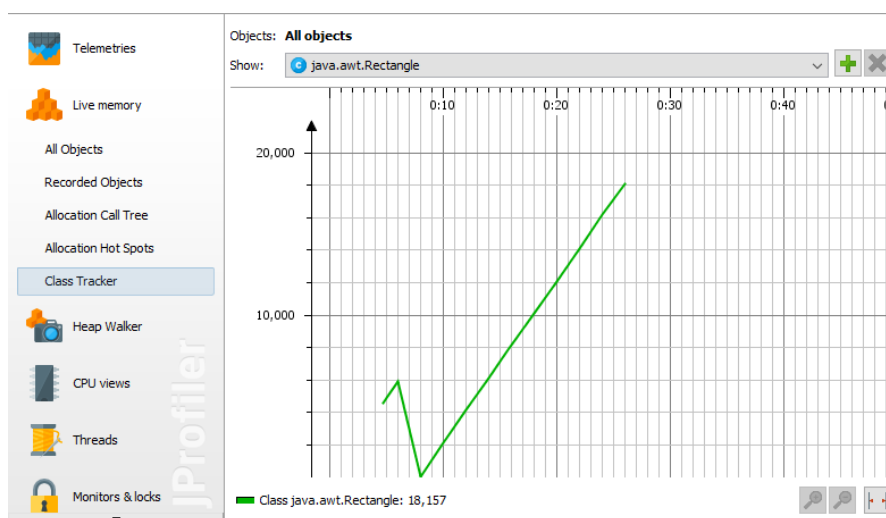 Objects: All objects
Show: java.awt.Rectangle
Telemetries
Live memory
All Objects
Recorded Objects
Allocation Call Tree
Allocation Hot Spots
Class Tracker
Heap Walker
CPU views
Threads
Monitors & locks
JProfiler
0:10 0:20 0:30 0:40
20,000
10,000
Class java.awt.Rectangle: 18,157